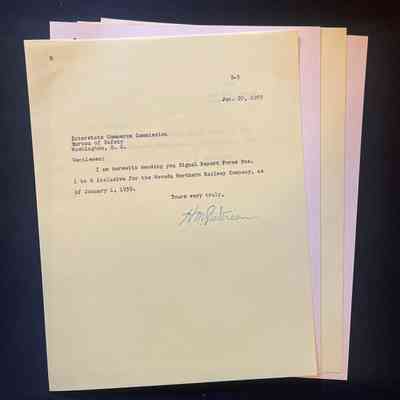 S-5
Jan. 20, 1959
Interstate Commerce Commission
Bureau of Safety
Washington, D. C.
Gentlemen:
I am herewith sending you Signal Report Forms Nos.
1 to 6 inclusive for the Nevada Northern Railway Company, as
of January 1, 1959.
Yours very truly,